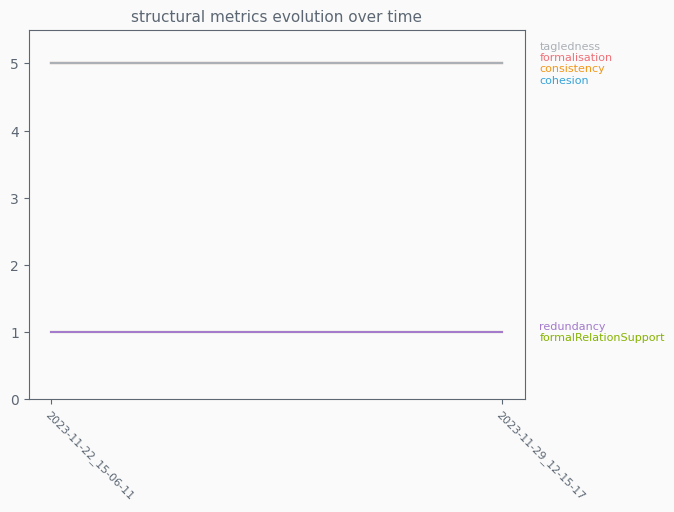 structural metrics evolution over time
5
4
3
2
1
0
tagledness
formalisation
consistency
cohesion
redundancy
formalRelationSupport
2023-11-22_15-06-11
2023-11-29_12-15-17